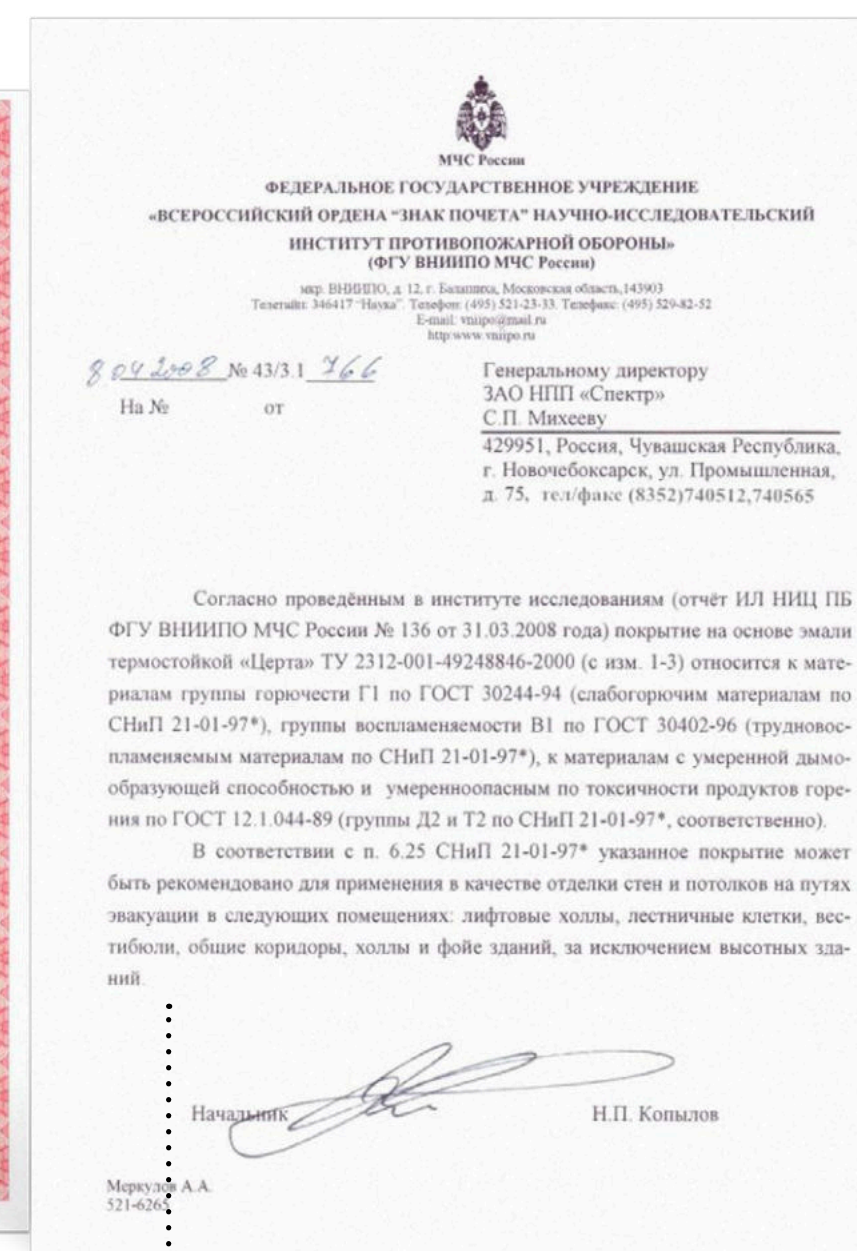 МЧС России
ФЕДЕРАЛЬНОЕ ГОСУДАРСТВЕННОЕ УЧРЕЖДЕНИЕ
«ВСЕРОССИЙСКИЙ ОРДЕНА "ЗНАК ПОЧЕТА" НАУЧНО-ИССЛЕДОВАТЕЛЬСКИЙ
ИНСТИТУТ ПРОТИВОПОЖАРНОЙ ОБОРОНЫ»
(ФГУ ВНИИПО МЧС России)
мкр. ВНИИПО, д. 12, г. Балашиха, Московская область,143903
Телетайп: 346417 "Наука". Телефон: (495) 521-23-33. Телефакс: (495) 529-82-52
E-mail: vniipo@mail.ru
http:www.vniipo.ru
8 04 2008 № 43/3.1 766
На № от
Генеральному директору
ЗАО НПП «Спектр»
С.П. Михееву
429951, Россия, Чувашская Республика,
г. Новочебоксарск, ул. Промышленная,
д. 75, тел/факс (8352)740512,740565
Согласно проведённым в институте исследованиям (отчёт ИЛ НИЦ ПБ
ФГУ ВНИИПО МЧС России № 136 от 31.03.2008 года) покрытие на основе эмали
термостойкой «Церта» ТУ 2312-001-49248846-2000 (с изм. 1-3) относится к мате-
риалам группы горючести Г1 по ГОСТ 30244-94 (слабогорючим материалам по
СНиП 21-01-97*), группы воспламеняемости В1 по ГОСТ 30402-96 (трудновос-
пламеняемым материалам по СНиП 21-01-97*), к материалам с умеренной дымо-
образующей способностью и умеренноопасным по токсичности продуктов горе-
ния по ГОСТ 12.1.044-89 (группы Д2 и Т2 по СНиП 21-01-97*, соответственно).
В соответствии с п. 6.25 СНиП 21-01-97* указанное покрытие может
быть рекомендовано для применения в качестве отделки стен и потолков на путях
эвакуации в следующих помещениях: лифтовые холлы, лестничные клетки, вес-
тибюли, общие коридоры, холлы и фойе зданий, за исключением высотных зда-
ний.
Начальник Н.П. Копылов
Меркулов А.А.
521-6265